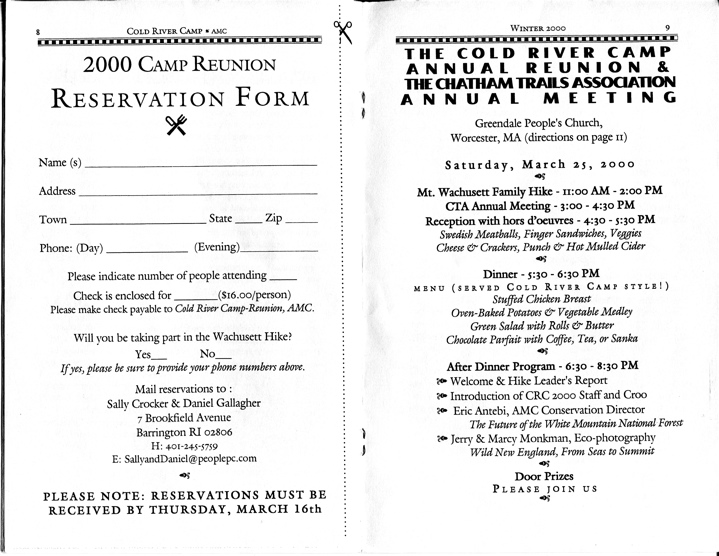 8
COLD RIVER CAMP • AMC
2000 CAMP REUNION
RESERVATION FORM
Name (s)
Address
Town State Zip
Phone: (Day) (Evening)
Please indicate number of people attending
Check is enclosed for ($16.00/person)
Please make check payable to Cold River Camp-Reunion, AMC.
Will you be taking part in the Wachusett Hike?
Yes No
If yes, please be sure to provide your phone numbers above.
Mail reservations to :
Sally Crocker & Daniel Gallagher
7 Brookfield Avenue
Barrington RI 02806
H: 401-245-5759
E: SallyandDaniel@peoplepc.com
PLEASE NOTE: RESERVATIONS MUST BE
RECEIVED BY THURSDAY, MARCH 16th
WINTER 2000
9
THE COLD RIVER CAMP
ANNUAL REUNION &
THE CHATHAM TRAILS ASSOCIATION
ANNUAL MEETING
Greendale People's Church,
Worcester, MA (directions on page 11)
Saturday, March 25, 2000
Mt. Wachusett Family Hike - 11:00 AM - 2:00 PM
CTA Annual Meeting - 3:00 - 4:30 PM
Reception with hors d'oeuvres - 4:30 - 5:30 PM
Swedish Meatballs, Finger Sandwiches, Veggies
Cheese & Crackers, Punch & Hot Mulled Cider
Dinner - 5:30 - 6:30 PM
MENU (SERVED COLD RIVER CAMP STYLE!)
Stuffed Chicken Breast
Oven-Baked Potatoes & Vegetable Medley
Green Salad with Rolls & Butter
Chocolate Parfait with Coffee, Tea, or Sanka
After Dinner Program - 6:30 - 8:30 PM
Welcome & Hike Leader's Report
Introduction of CRC 2000 Staff and Croo
Eric Antebi, AMC Conservation Director
The Future of the White Mountain National Forest
Jerry & Marcy Monkman, Eco-photography
Wild New England, From Seas to Summit
Door Prizes
PLEASE JOIN US